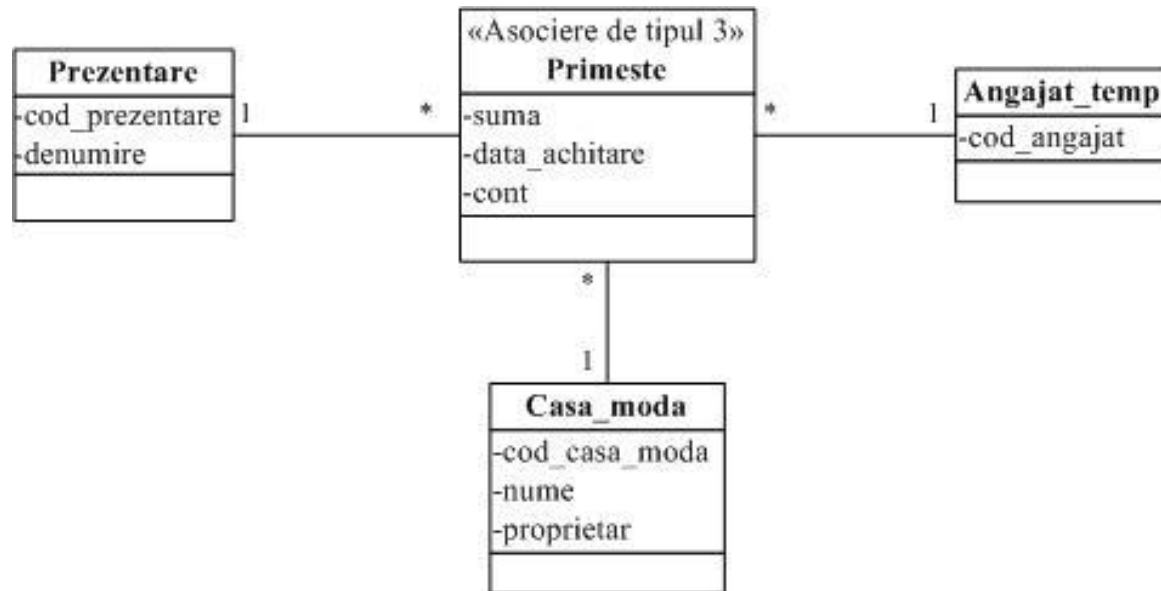 «Asociere de tipul 3»
Primeste
-suma
-data_achitare
-cont
Prezentare
-cod_prezentare
-denumire
1
*
*
1
Angajat_temp
-cod_angajat
*
1
Casa_moda
-cod_casa_moda
-nume
-proprietar